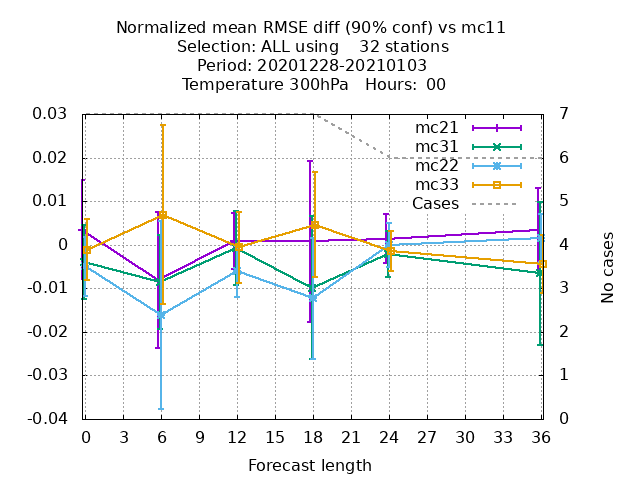 Normalized mean RMSE diff (90% conf) vs mc11
Selection: ALL using    32 stations
Period: 20201228-20210103
Temperature 300hPa   Hours:  00
0.03
0.02
0.01
0
-0.01
-0.02
-0.03
-0.04
7
6
5
4
3
2
1
0
mc21
mc31
mc22
mc33
Cases
No cases
0 3 6 9 12 15 18 21 24 27 30 33 36
Forecast length